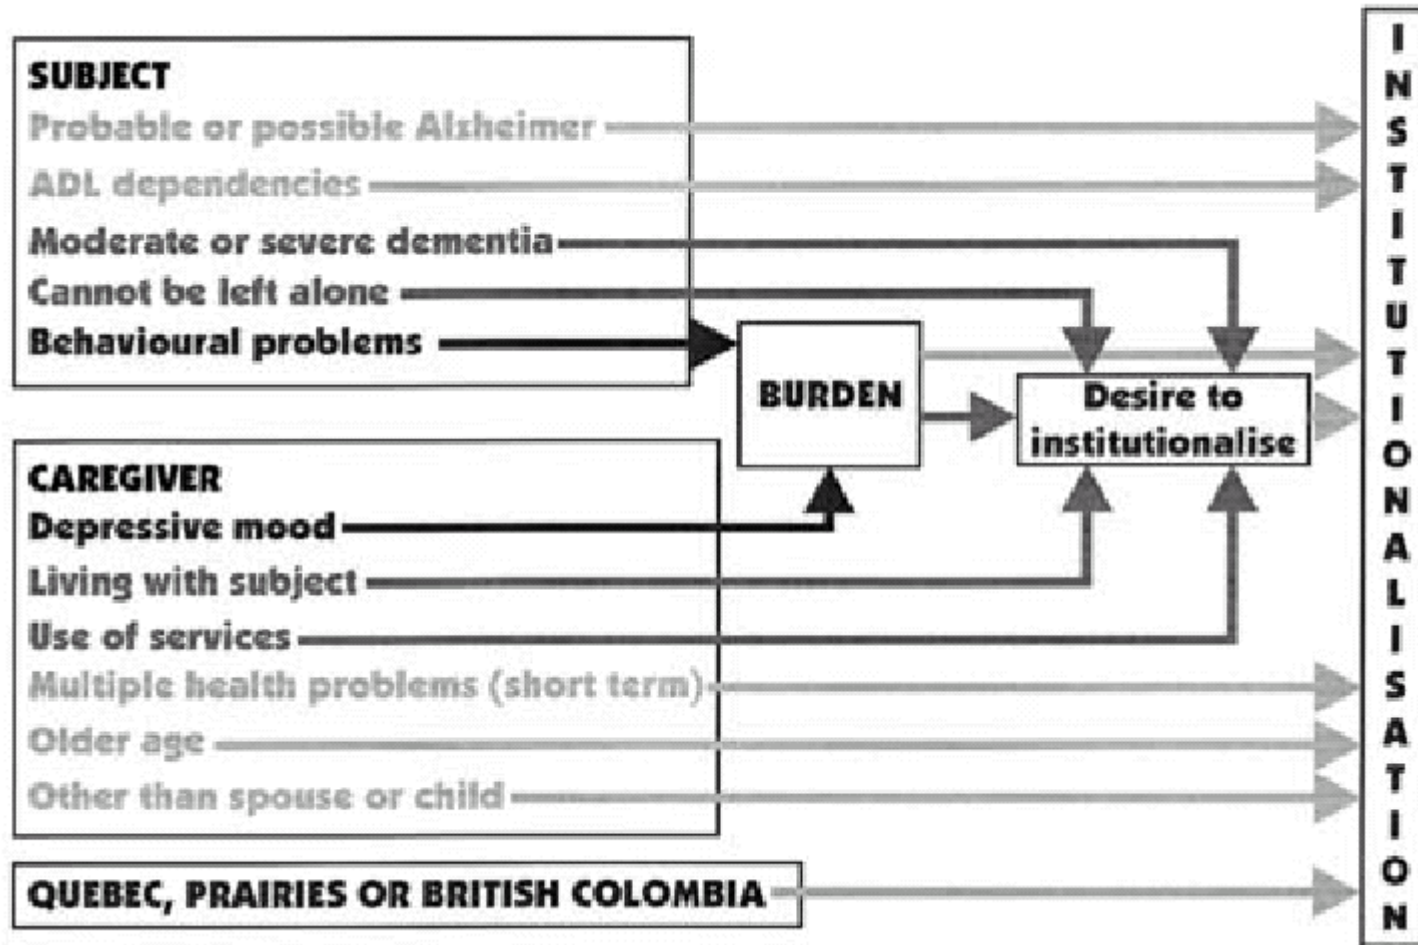 SUBJECT
Probable or possible Alzheimer
ADL dependencies
Moderate or severe dementia
Cannot be left alone
Behavioural problems
BURDEN
Desire to
institutionalise
CAREGIVER
Depressive mood
Living with subject
Use of services
Multiple health problems (short term)
Older age
Other than spouse or child
QUEBEC, PRAIRIES OR BRITISH COLOMBIA
INSTITUTIONALISATION